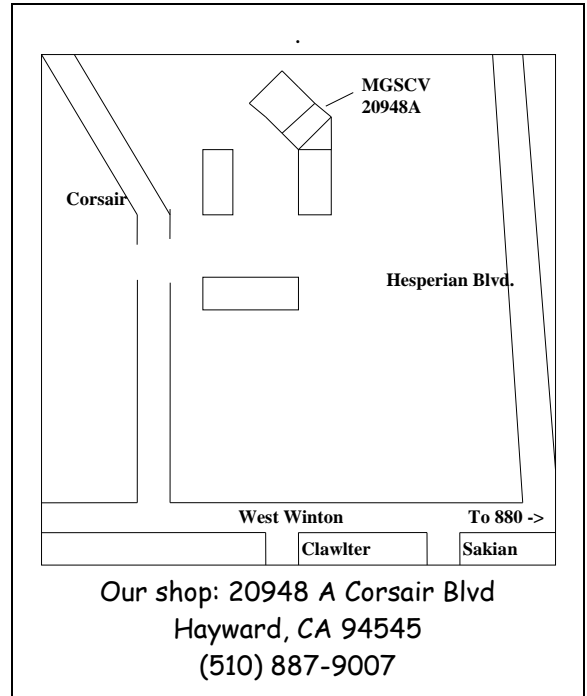 MGSCV
20948A
Corsair
Hesperian Blvd.
West Winton
To 880 ->
Clawlter
Sakian
Our shop: 20948 A Corsair Blvd
Hayward, CA 94545
(510) 887-9007